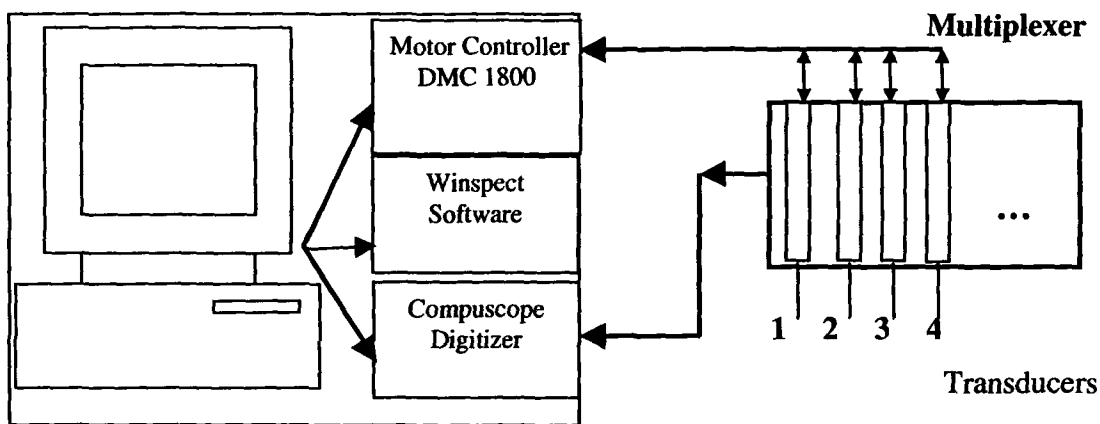 Motor Controller
DMC 1800
Winspect
Software
Compuscope
Digitizer
Multiplexer
...
1 2 3 4
Transducers